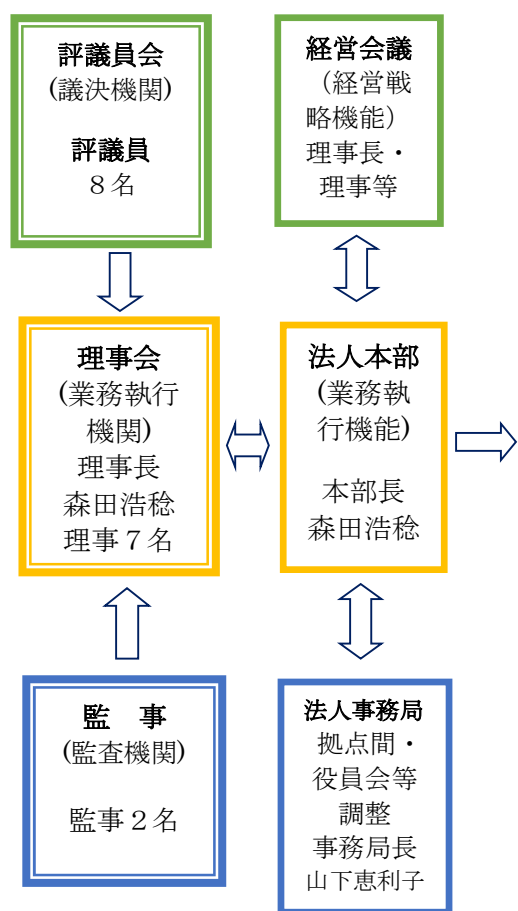 評議員会
(議決機関)
評議員
８名
経営会議
（経営戦
略機能）
理事長・
理事等
理事会
(業務執行
機関)
理事長
森田浩稔
理事７名
法人本部
(業務執
行機能)
本部長
森田浩稔
監　事
(監査機関)
監事２名
法人事務局
拠点間・
役員会等
調整
事務局長
山下恵利子